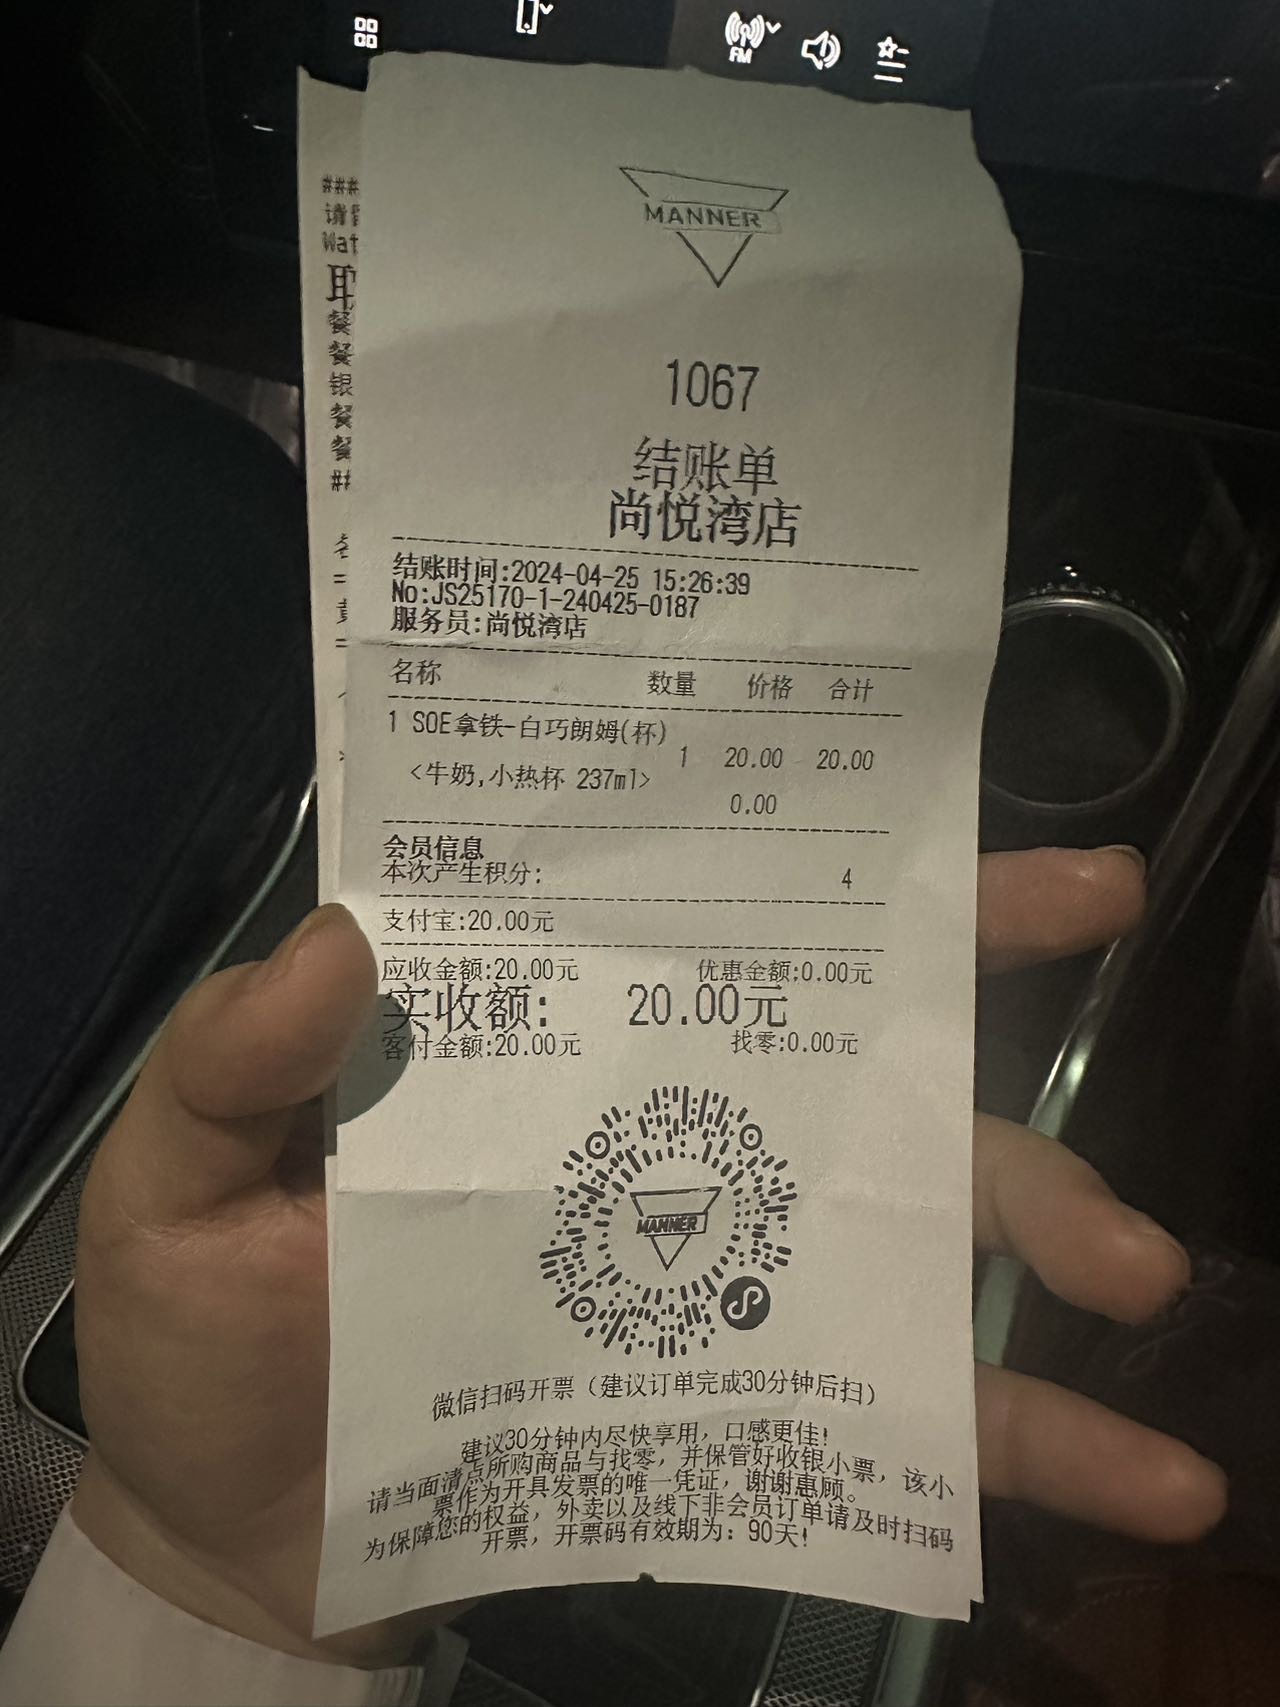 FM
###
Wat
餐
餐
银
餐
餐
##
MANNER
1067
结账单
尚悦湾店
结账时间:2024-04-25 15:26:39
No:JS25170-1-240425-0187
服务员:尚悦湾店
名称 数量 价格 合计
1 SOE拿铁-白巧朗姆(杯) 1 20.00 20.00
<牛奶,小热杯 237ml> 0.00
会员信息
本次产生积分: 4
支付宝:20.00元
应收金额:20.00元 优惠金额:0.00元
实收额: 20.00元
客付金额:20.00元 找零:0.00元
MANNER
微信扫码开票（建议订单完成30分钟后扫）
建议30分钟内尽快享用，口感更佳！
请当面清点所购商品与找零，并保管好收银小票，该小
票作为开具发票的唯一凭证，谢谢惠顾。
为保障您的权益，外卖以及线下非会员订单请及时扫码
开票，开票码有效期为：90天！